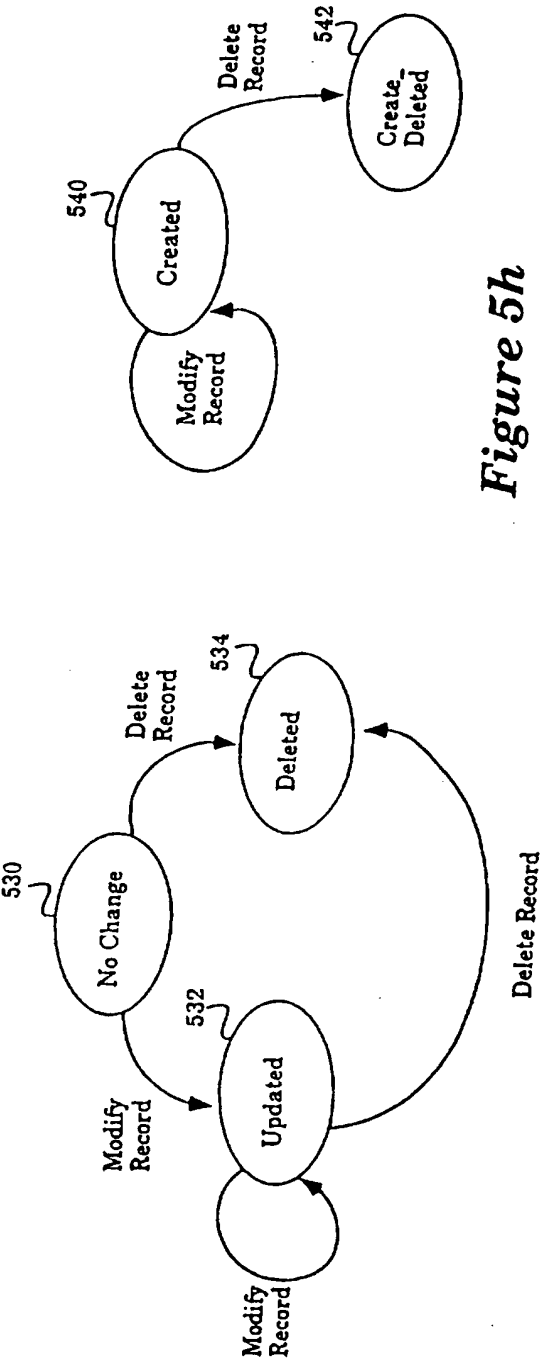 530
No Change
Modify
Record
Delete
Record
532
Updated
534
Deleted
Modify
Record
Delete Record
540
Created
Modify
Record
Delete
Record
542
Create_
Deleted
Figure 5h